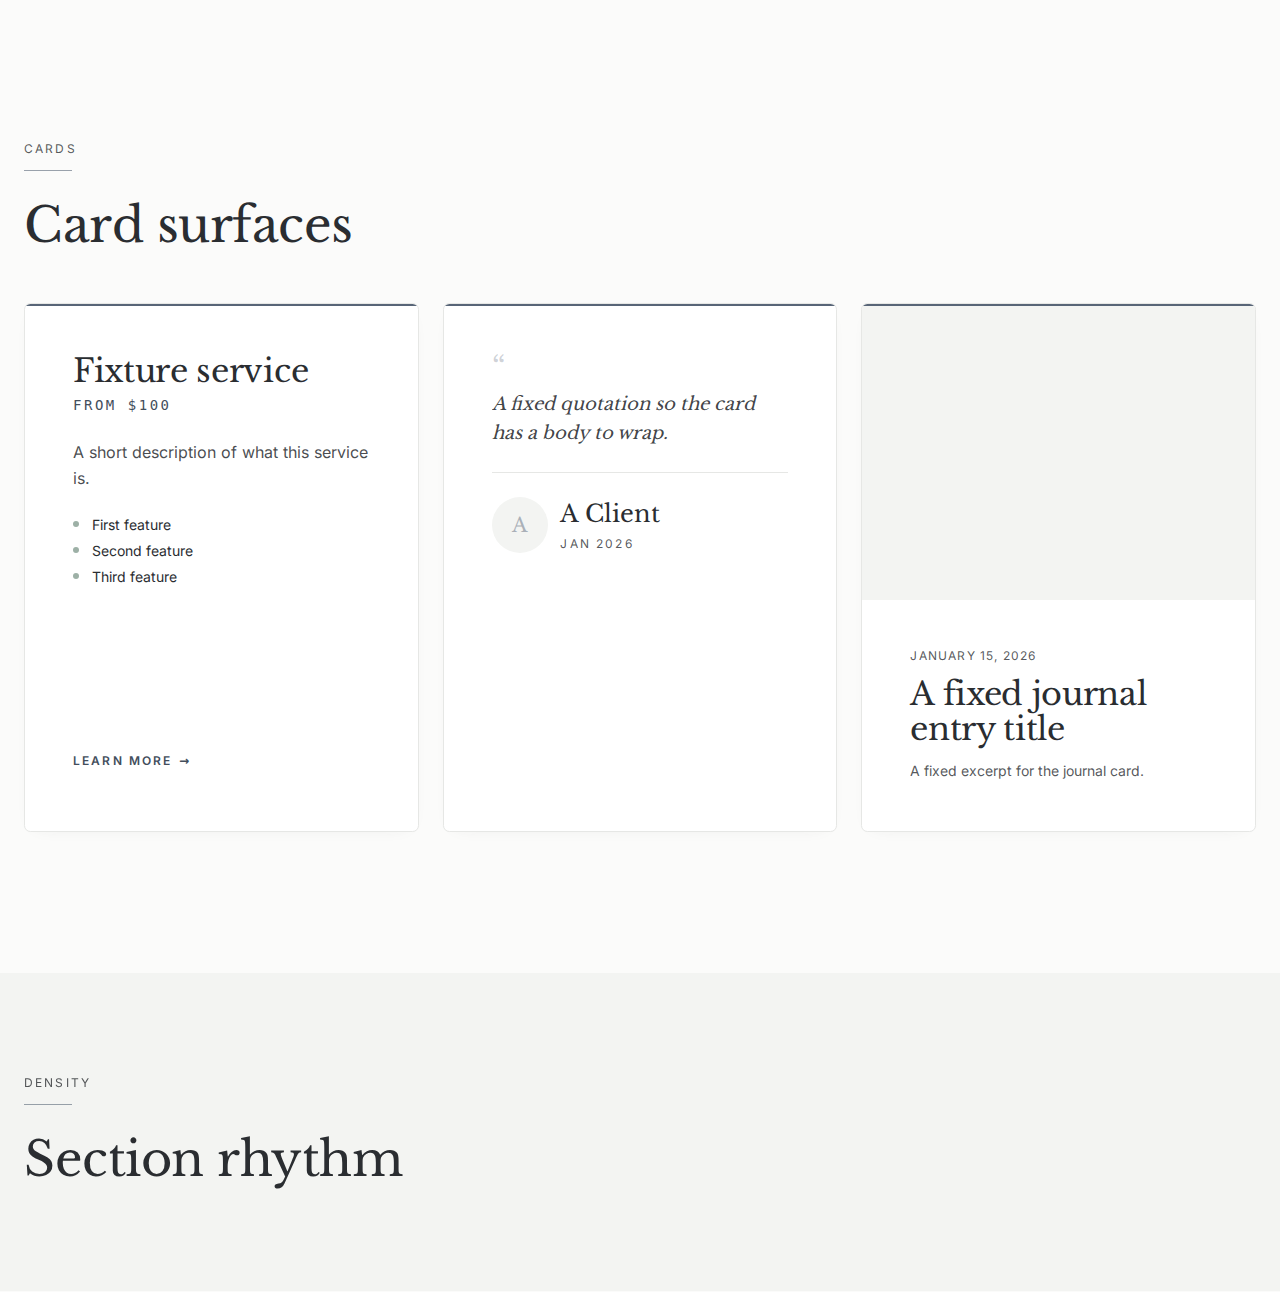 CARDS
Card surfaces
Fixture service
FROM $100
A short description of what this service
is.
First feature
Second feature
Third feature
LEARN MORE →
“
A fixed quotation so the card
has a body to wrap.
A
A Client
JAN 2026
JANUARY 15, 2026
A fixed journal
entry title
A fixed excerpt for the journal card.
DENSITY
Section rhythm